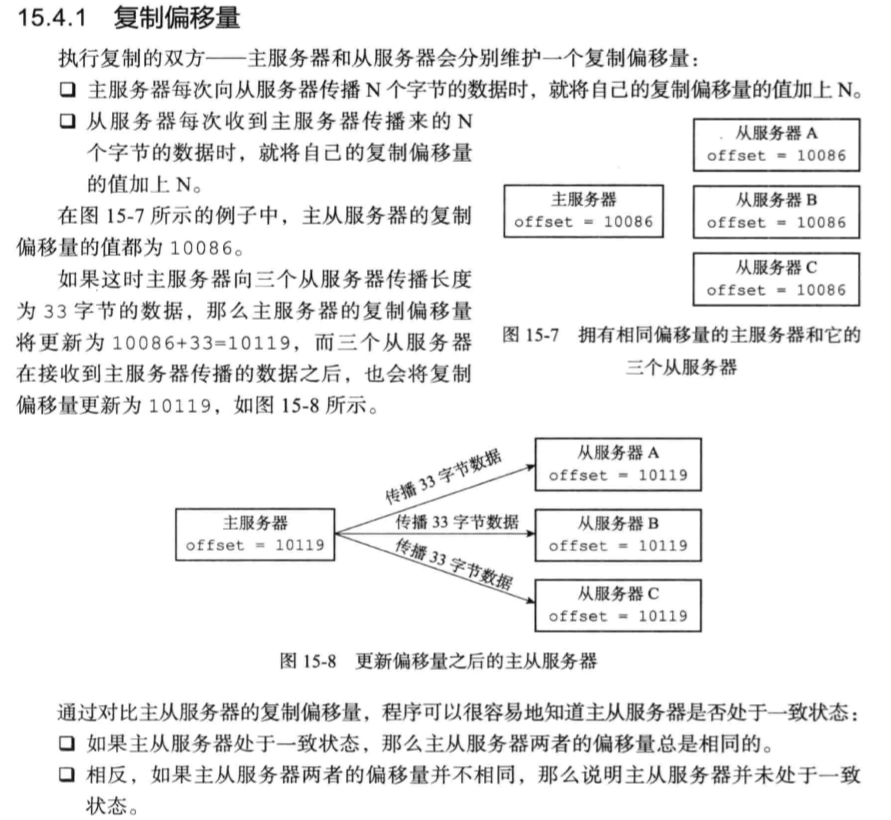 15.4.1 复制偏移量
执行复制的双方——主服务器和从服务器会分别维护一个复制偏移量：
❑ 主服务器每次向从服务器传播 N 个字节的数据时，就将自己的复制偏移量的值加上 N。
❑ 从服务器每次收到主服务器传播来的 N
个字节的数据时，就将自己的复制偏移量
的值加上 N。
在图 15-7 所示的例子中，主从服务器的复制
偏移量的值都为 10086。
如果这时主服务器向三个从服务器传播长度
为 33 字节的数据，那么主服务器的复制偏移量
将更新为 10086+33=10119，而三个从服务器
在接收到主服务器传播的数据之后，也会将复制
偏移量更新为 10119，如图 15-8 所示。
主服务器
offset = 10086
从服务器 A
offset = 10086
从服务器 B
offset = 10086
从服务器 C
offset = 10086
图 15-7 拥有相同偏移量的主服务器和它的
三个从服务器
主服务器
offset = 10119
传播 33 字节数据
传播 33 字节数据
传播 33 字节数据
从服务器 A
offset = 10119
从服务器 B
offset = 10119
从服务器 C
offset = 10119
图 15-8 更新偏移量之后的主从服务器
通过对比主从服务器的复制偏移量，程序可以很容易地知道主从服务器是否处于一致状态：
❑ 如果主从服务器处于一致状态，那么主从服务器两者的偏移量总是相同的。
❑ 相反，如果主从服务器两者的偏移量并不相同，那么说明主从服务器并未处于一致
状态。